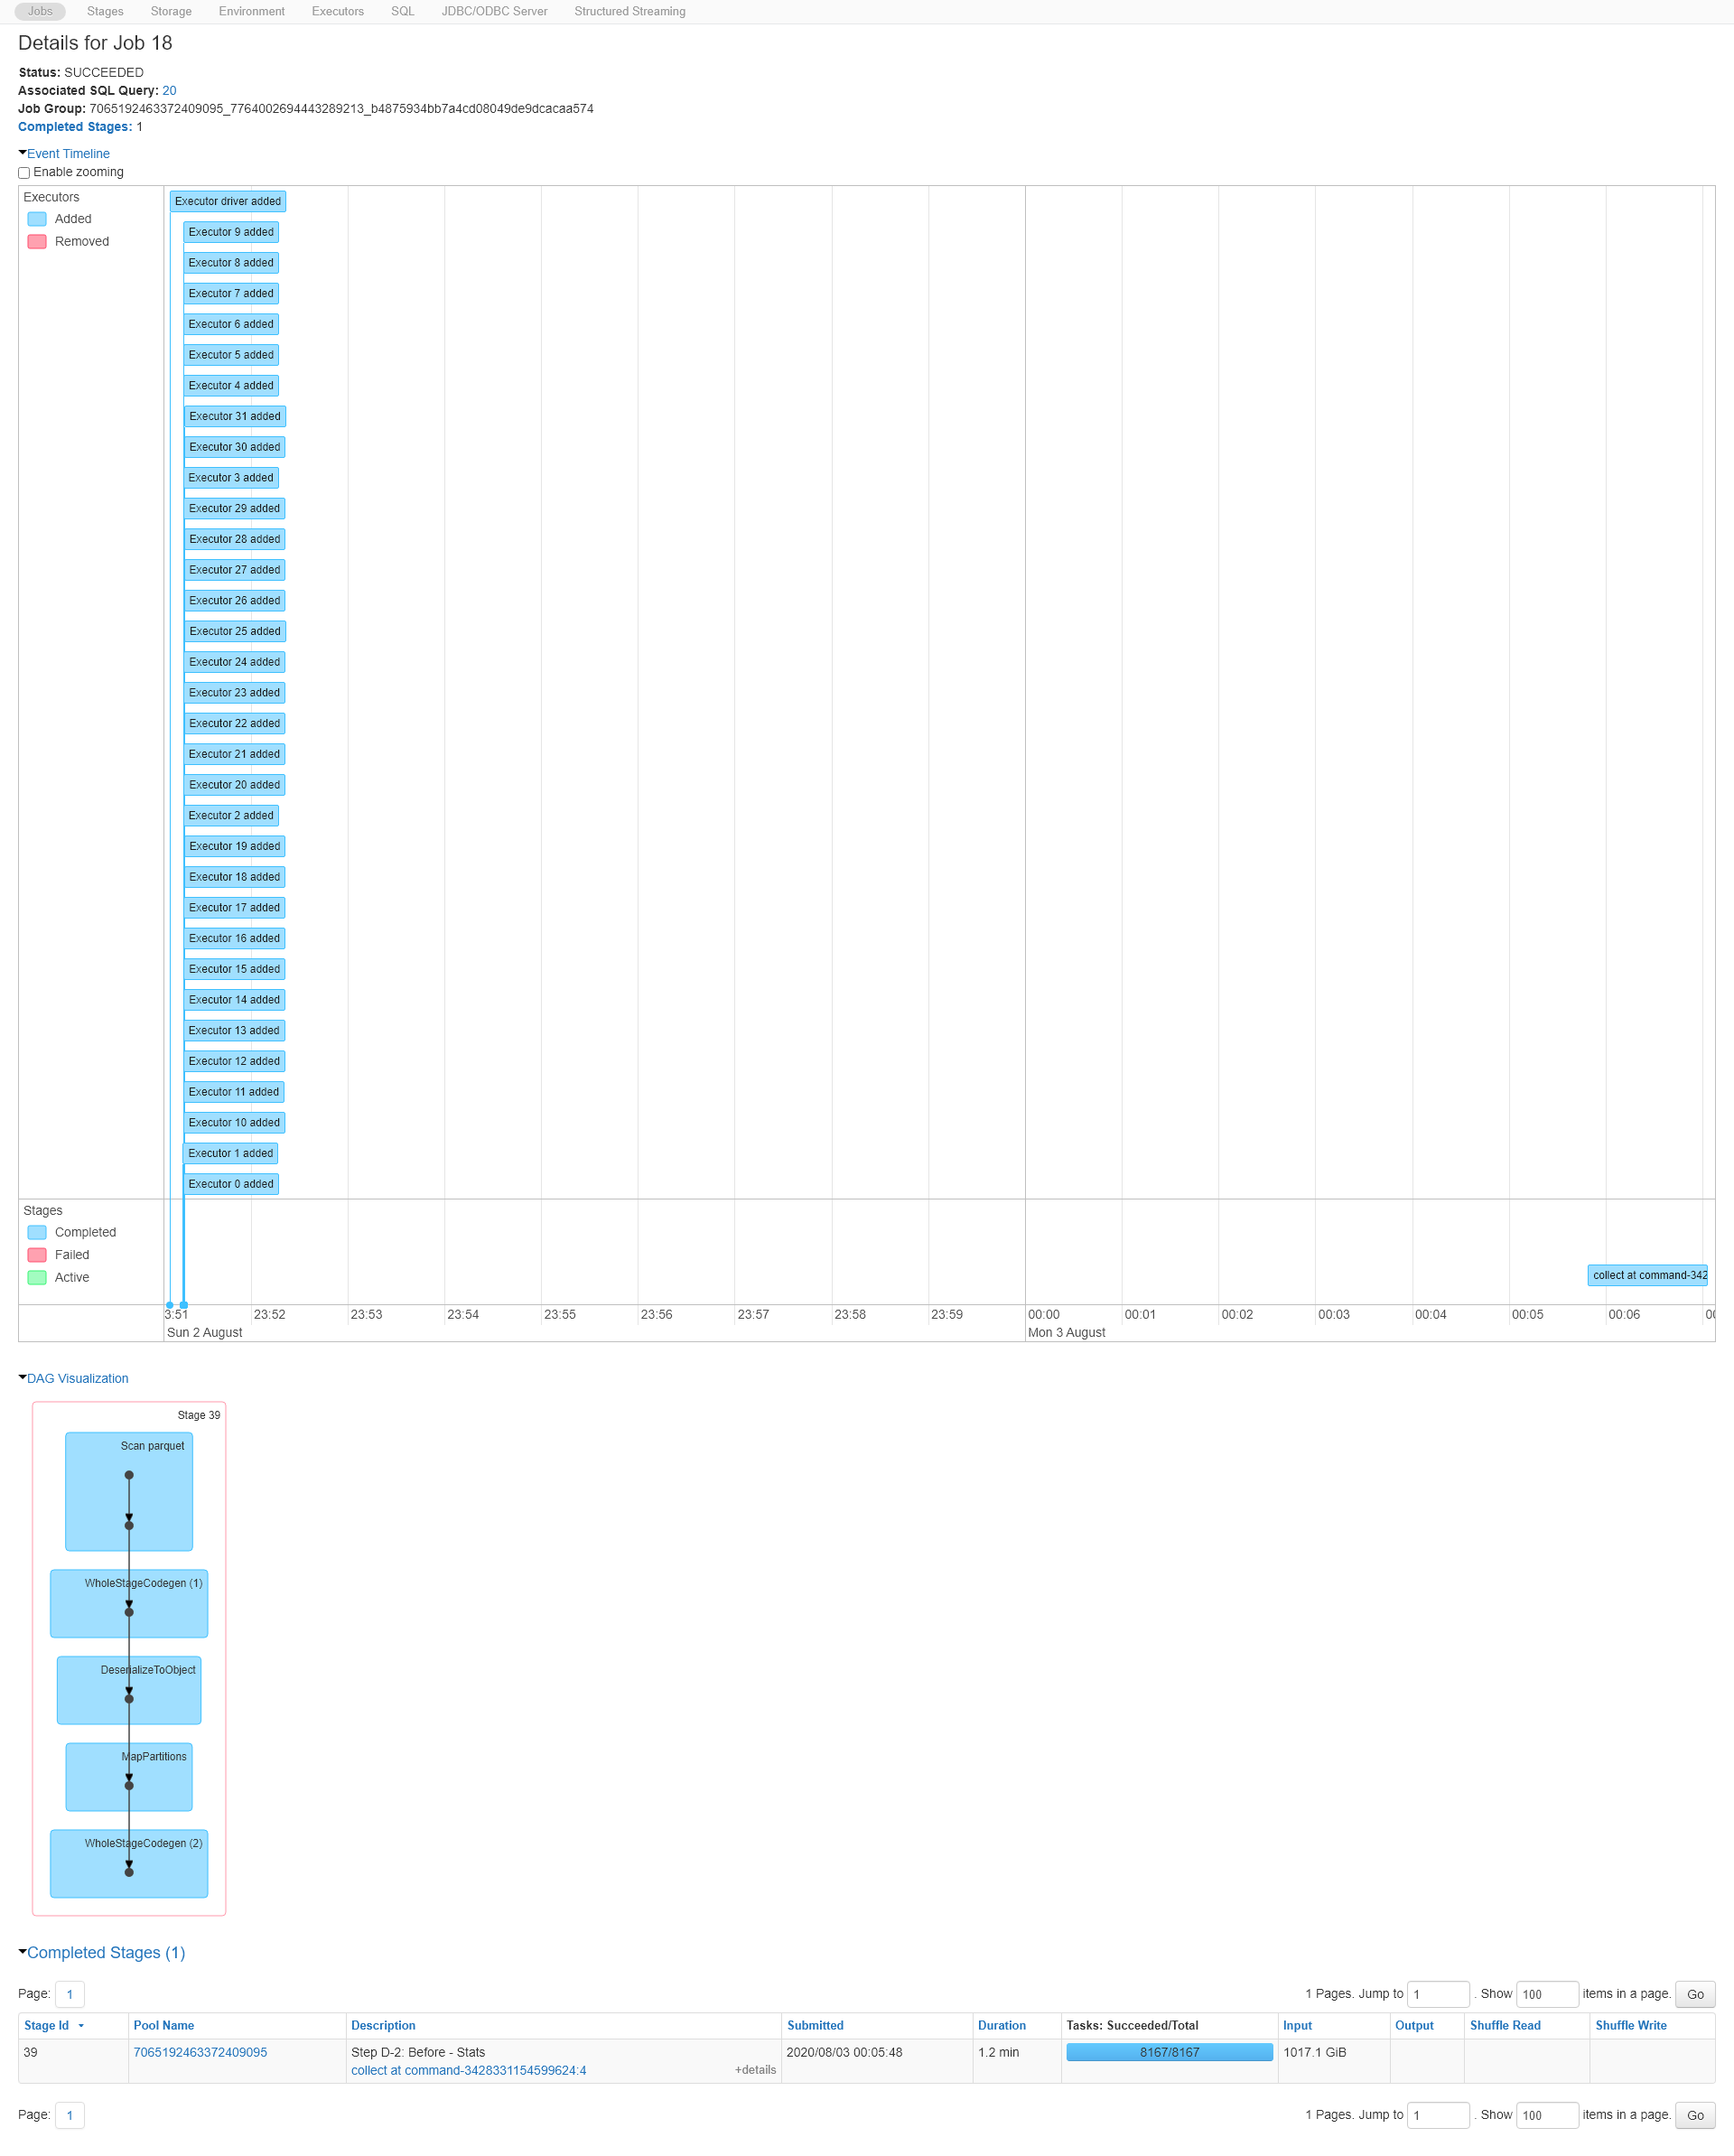 Jobs Stages Storage Environment Executors SQL JDBC/ODBC Server Structured Streaming
Details for Job 18
Status: SUCCEEDED
Associated SQL Query: 20
Job Group: 7065192463372409095_7764002694443289213_b4875934bb7a4cd08049de9dcacaa574
Completed Stages: 1
Event Timeline
Enable zooming
Executors
Added
Removed
Executor driver added
Executor 9 added
Executor 8 added
Executor 7 added
Executor 6 added
Executor 5 added
Executor 4 added
Executor 31 added
Executor 30 added
Executor 3 added
Executor 29 added
Executor 28 added
Executor 27 added
Executor 26 added
Executor 25 added
Executor 24 added
Executor 23 added
Executor 22 added
Executor 21 added
Executor 20 added
Executor 2 added
Executor 19 added
Executor 18 added
Executor 17 added
Executor 16 added
Executor 15 added
Executor 14 added
Executor 13 added
Executor 12 added
Executor 11 added
Executor 10 added
Executor 1 added
Executor 0 added
Stages
Completed
Failed
Active
collect at command-342
3:51 23:52 23:53 23:54 23:55 23:56 23:57 23:58 23:59 00:00 00:01 00:02 00:03 00:04 00:05 00:06
Sun 2 August Mon 3 August
DAG Visualization
Stage 39
Scan parquet
WholeStageCodegen (1)
DeserializeToObject
MapPartitions
WholeStageCodegen (2)
Completed Stages (1)
Page: 1 1 Pages. Jump to 1 . Show 100 items in a page. Go
Stage Id Pool Name Description Submitted Duration Tasks: Succeeded/Total Input Output Shuffle Read Shuffle Write
39 7065192463372409095 Step D-2: Before - Stats 2020/08/03 00:05:48 1.2 min 8167/8167 1017.1 GiB
collect at command-3428331154599624:4 +details
Page: 1 1 Pages. Jump to 1 . Show 100 items in a page. Go